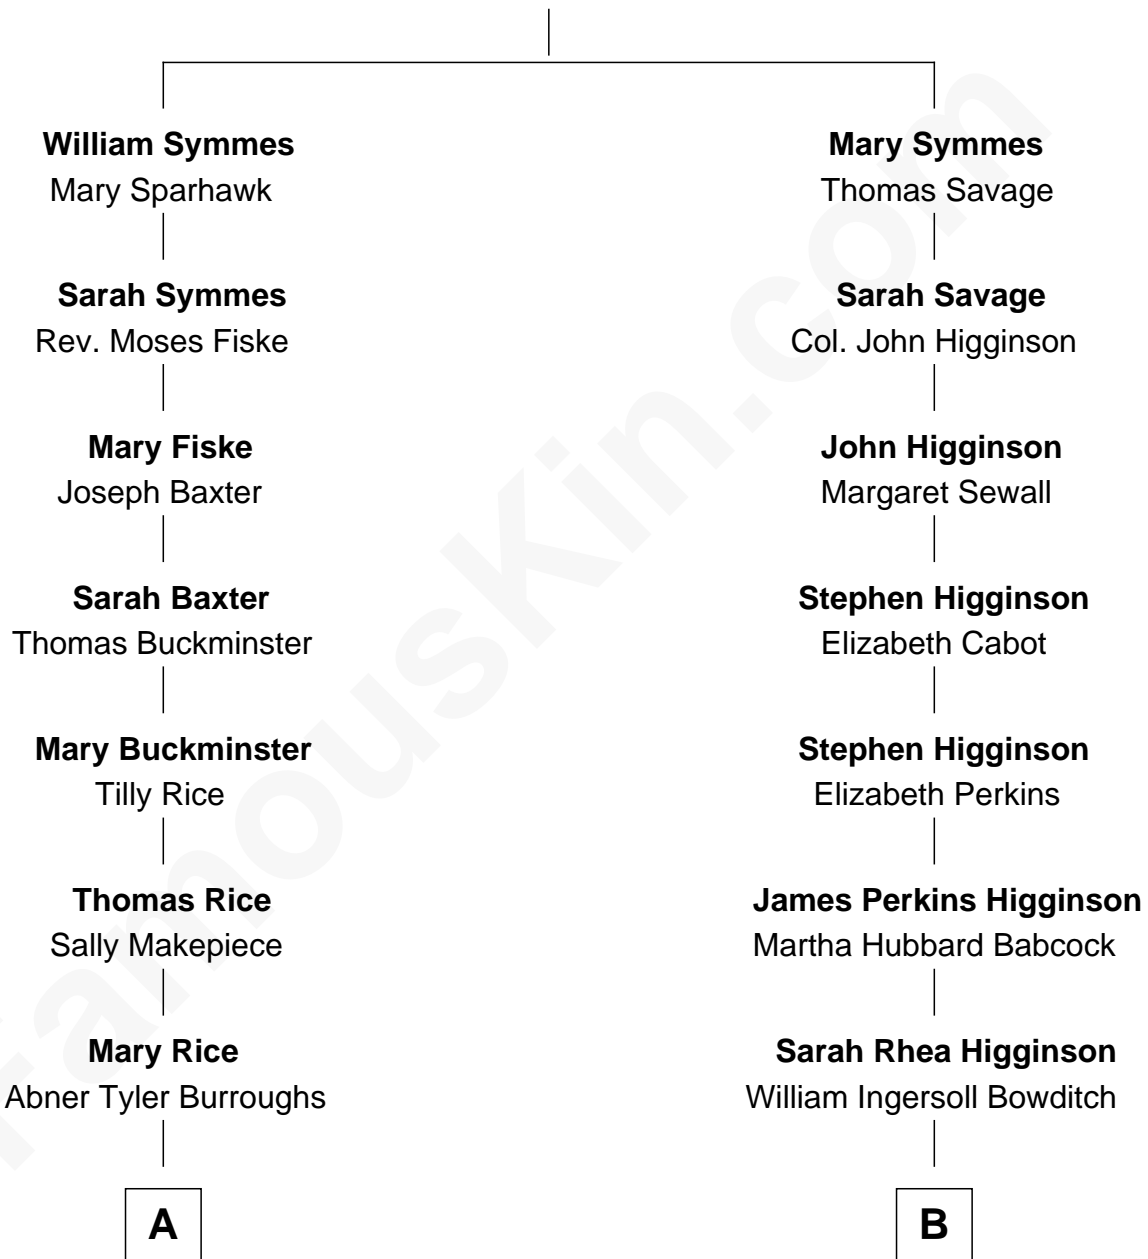 William Symmes
Mary Sparhawk
Sarah Symmes
Rev. Moses Fiske
Mary Fiske
Joseph Baxter
Sarah Baxter
Thomas Buckminster
Mary Buckminster
Tilly Rice
Thomas Rice
Sally Makepiece
Mary Rice
Abner Tyler Burroughs
A
Mary Symmes
Thomas Savage
Sarah Savage
Col. John Higginson
John Higginson
Margaret Sewall
Stephen Higginson
Elizabeth Cabot
Stephen Higginson
Elizabeth Perkins
James Perkins Higginson
Martha Hubbard Babcock
Sarah Rhea Higginson
William Ingersoll Bowditch
B
FamousKin.com